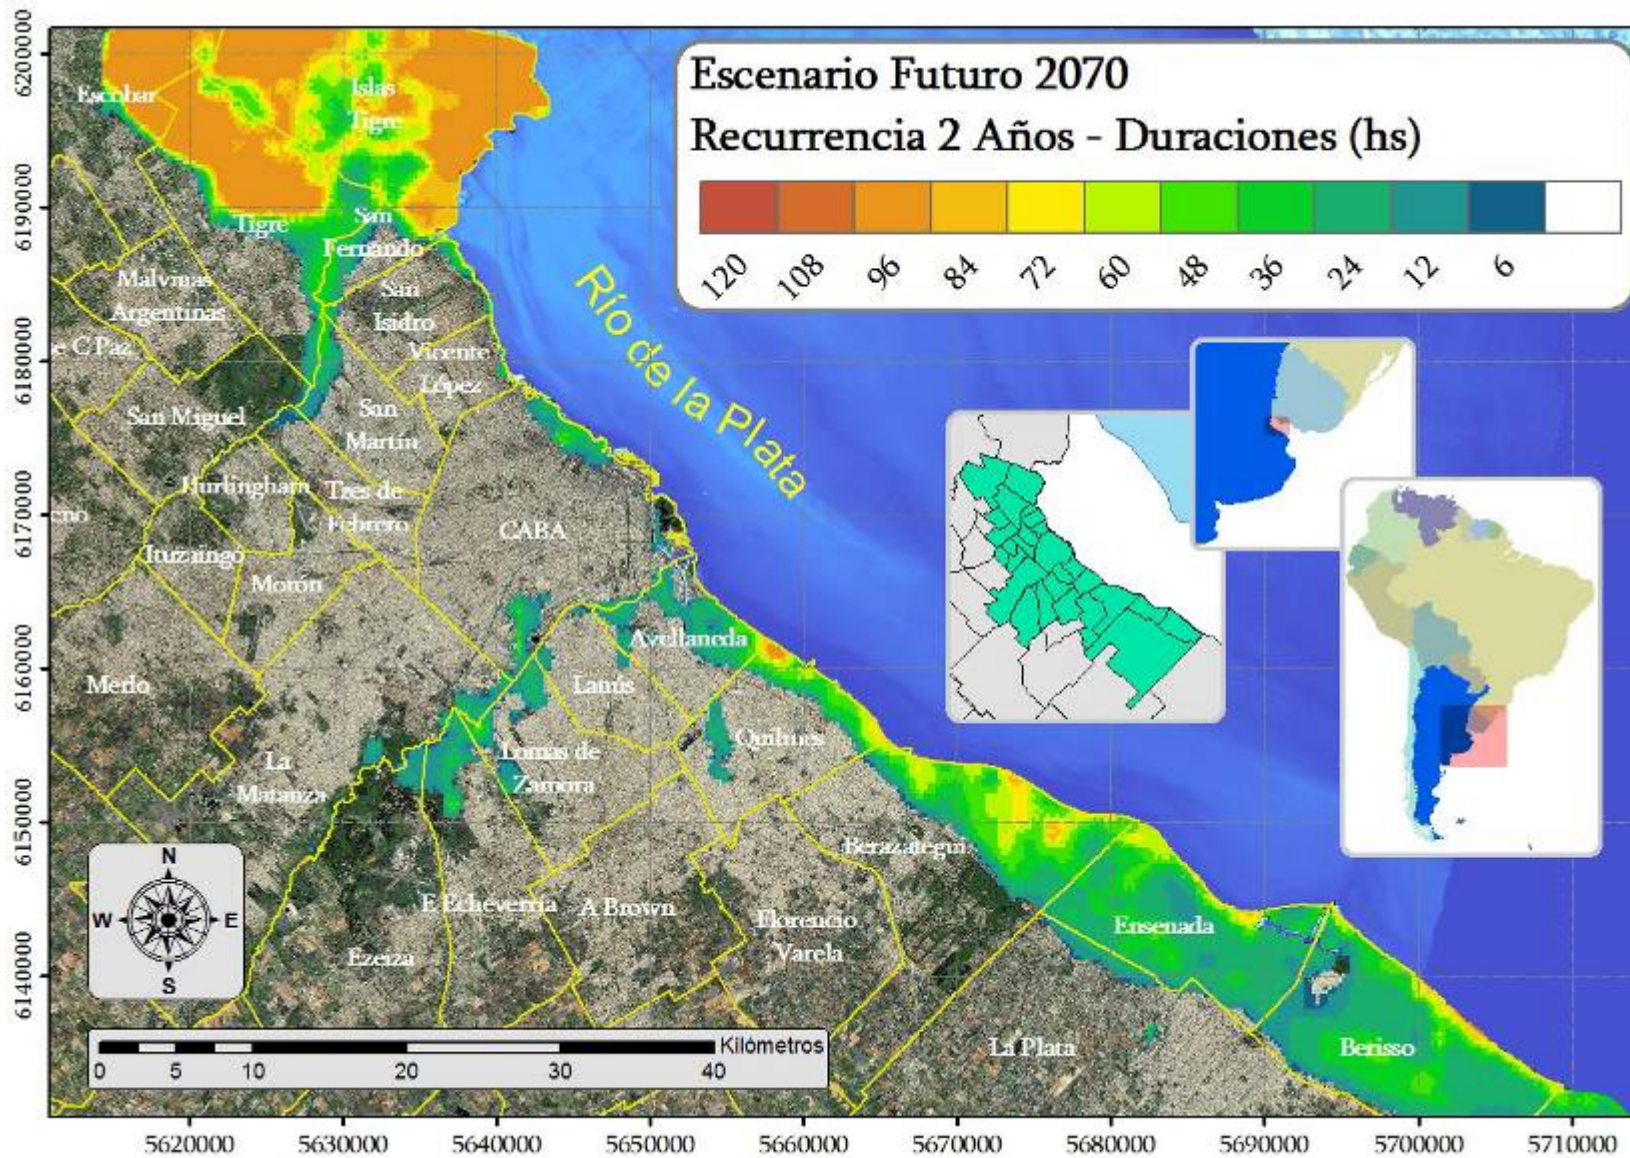 Escenario Futuro 2070
Recurrencia 2 Años - Duraciones (hs)
120 108 96 84 72 60 48 36 24 12 6
Río de la Plata
Escobar
Islas
Tigre
Tigre
San
Fernando
Malvinas
Argentinas
San
Isidro
e C Paz
Vicente
López
San Miguel
San
Martín
Hurlingham
Tres de
Febrero
CABA
Ituzaingó
Morón
Avellaneda
Merlo
Lanús
La
Matanza
Lomas de
Zamora
Quilmes
Berazategui
E Echeverría
A Brown
Florencio
Varela
Ensenada
Ezeiza
La Plata
Berisso
N
W E
S
Kilómetros
0 5 10 20 30 40
6200000
6190000
6180000
6170000
6160000
6150000
6140000
5620000 5630000 5640000 5650000 5660000 5670000 5680000 5690000 5700000 5710000